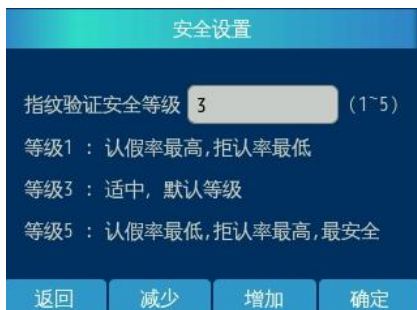 安全设置
指纹验证安全等级 3 (1~5)
等级1 : 认假率最高,拒认率最低
等级3 : 适中, 默认等级
等级5 : 认假率最低,拒认率最高,最安全
返回 减少 增加 确定